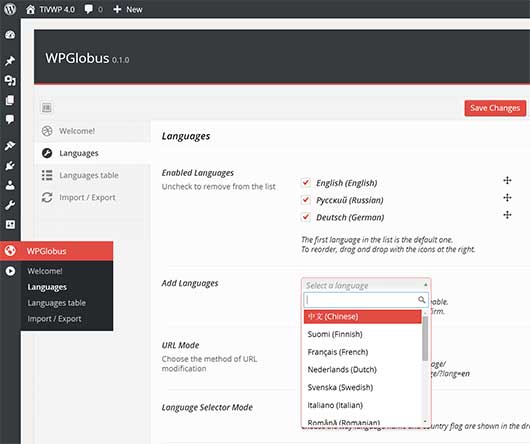 TIVWP 4.0 0 New
WPGlobus 0.1.0
Save Changes
Welcome!
Languages
Languages table
Import / Export
WPGlobus
Welcome!
Languages
Languages table
Import / Export
Languages
Enabled Languages
Uncheck to remove from the list
English (English)
Русский (Russian)
Deutsch (German)
The first language in the list is the default one.
To reorder, drag and drop with the icons at the right.
Add Languages
Select a language
中文 (Chinese)
Suomi (Finnish)
Français (French)
Nederlands (Dutch)
Svenska (Swedish)
Italiano (Italian)
Română (Romanian)
URL Mode
Choose the method of URL
modification
age/
age/?lang=en
Language Selector Mode